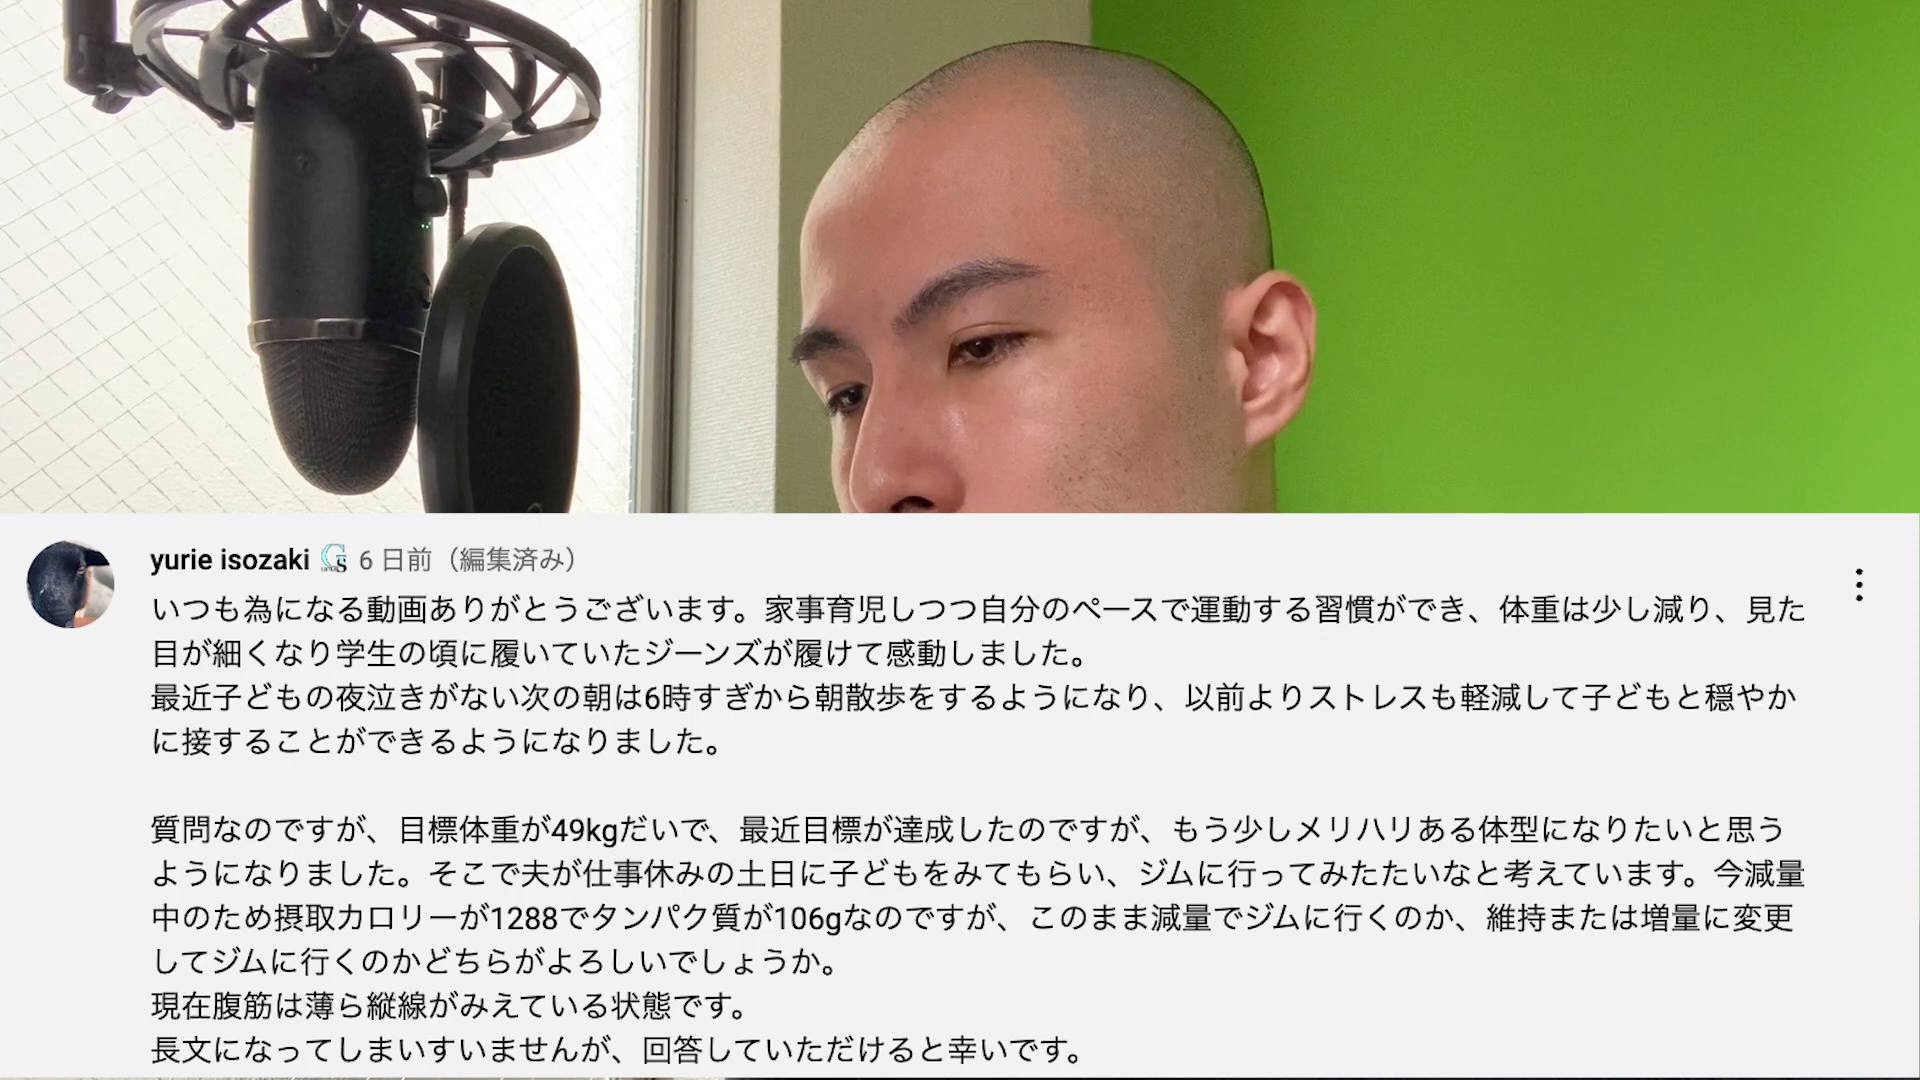 yurie isozaki 6 日前（編集済み）
いつも為になる動画ありがとうございます。家事育児しつつ自分のペースで運動する習慣ができ、体重は少し減り、見た
目が細くなり学生の頃に履いていたジーンズが履けて感動しました。
最近子どもの夜泣きがない次の朝は6時すぎから朝散歩をするようになり、以前よりストレスも軽減して子どもと穏やか
に接することができるようになりました。
質問なのですが、目標体重が49kgだいで、最近目標が達成したのですが、もう少しメリハリある体型になりたいと思う
ようになりました。そこで夫が仕事休みの土日に子どもをみてもらい、ジムに行ってみたたいなと考えています。今減量
中のため摂取カロリーが1288でタンパク質が106gなのですが、このまま減量でジムに行くのか、維持または増量に変更
してジムに行くのかどちらがよろしいでしょうか。
現在腹筋は薄ら縦線がみえている状態です。
長文になってしまいすいませんが、回答していただけると幸いです。